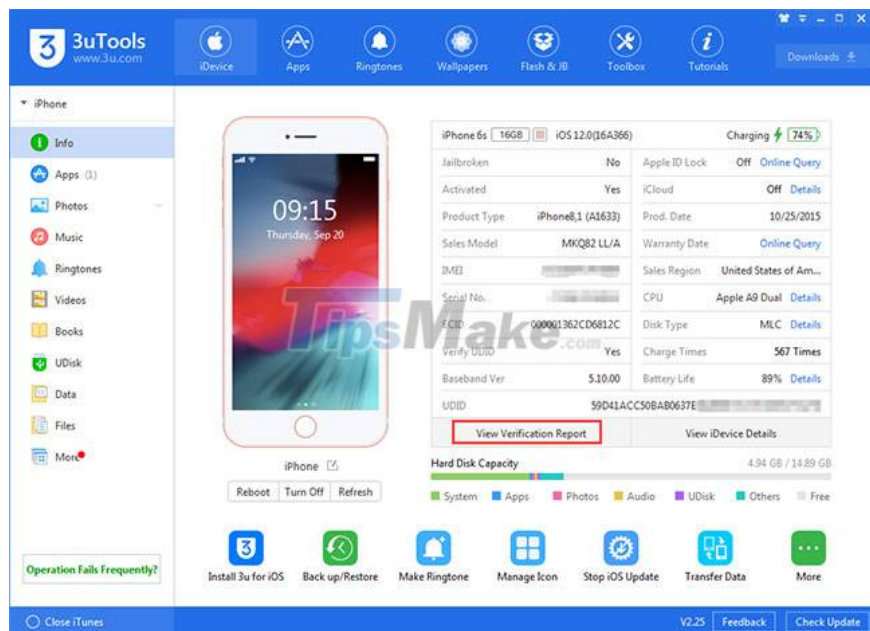 3uTools
www.3u.com
iDevice
Apps
Ringtones
Wallpapers
Flash & JB
Toolbox
Tutorials
Downloads
iPhone
Info
Apps (1)
Photos
Music
Ringtones
Videos
Books
UDisk
Data
Files
More
Operation Fails Frequently?
Close iTunes
09:15
Thursday, Sep 20
iPhone
Reboot Turn Off Refresh
iPhone 6s 16GB iOS 12.0(16A366) Charging 74%
Jailbroken No Apple ID Lock Off Online Query
Activated Yes iCloud Off Details
Product Type iPhone8,1 (A1633) Prod. Date 10/25/2015
Sales Model MKQ82 LL/A Warranty Date Online Query
IMEI Sales Region United States of Am...
Serial No. CPU Apple A9 Dual Details
ECID 000001362CD6812C Disk Type MLC Details
Verify UDID Yes Charge Times 567 Times
Baseband Ver 5.10.00 Battery Life 89% Details
UDID 59D41ACC50BAB0637E
TipsMake.com
View Verification Report View iDevice Details
Hard Disk Capacity 4.94 GB / 14.89 GB
System Apps Photos Audio UDisk Others Free
Install 3u for iOS Back up/Restore Make Ringtone Manage Icon Stop iOS Update Transfer Data More
V2.25 Feedback Check Update